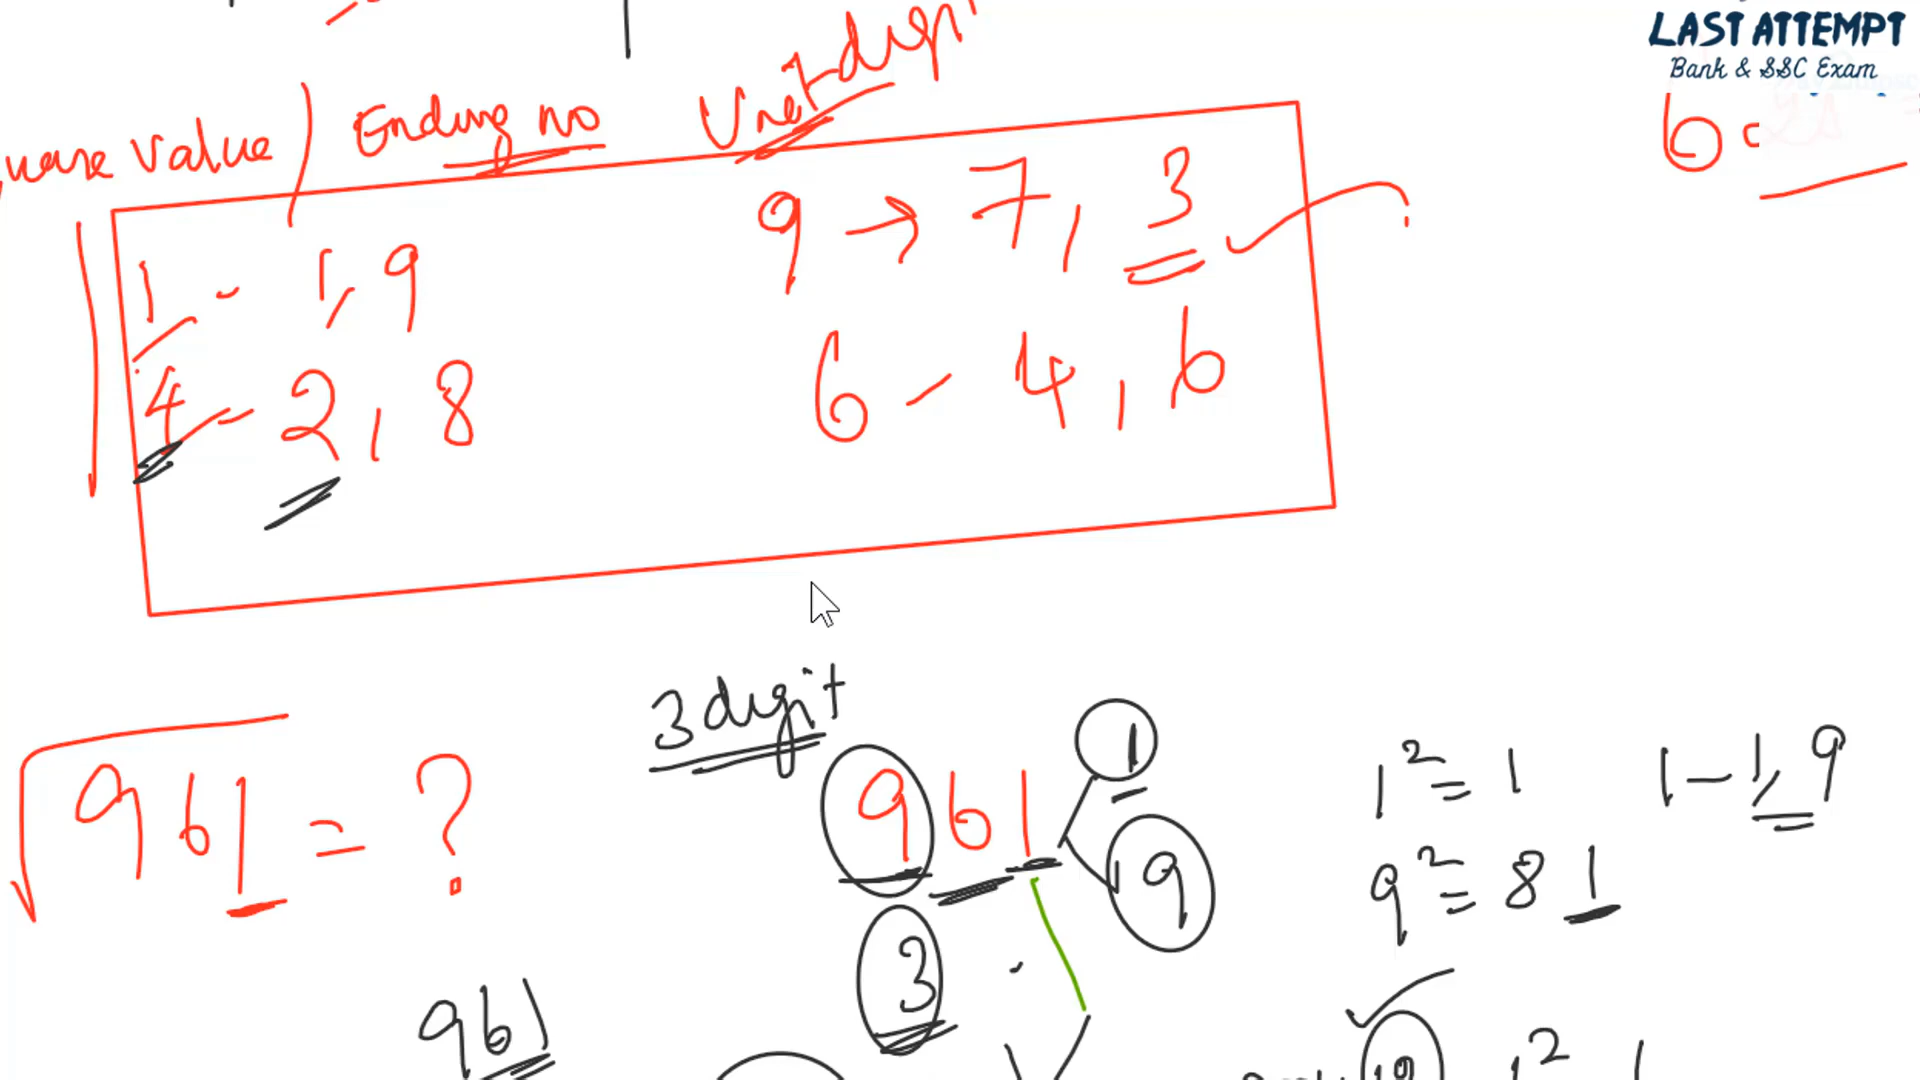 LAST ATTEMPT
Bank & SSC Exam
Value Ending no Unit digit
6
1 - 1, 9
9 → 7, 3
4 - 2, 8
6 - 4, 6
3 digit
√961 = ?
961
1
9
3
1² = 1
1 - 1, 9
9² = 81
961